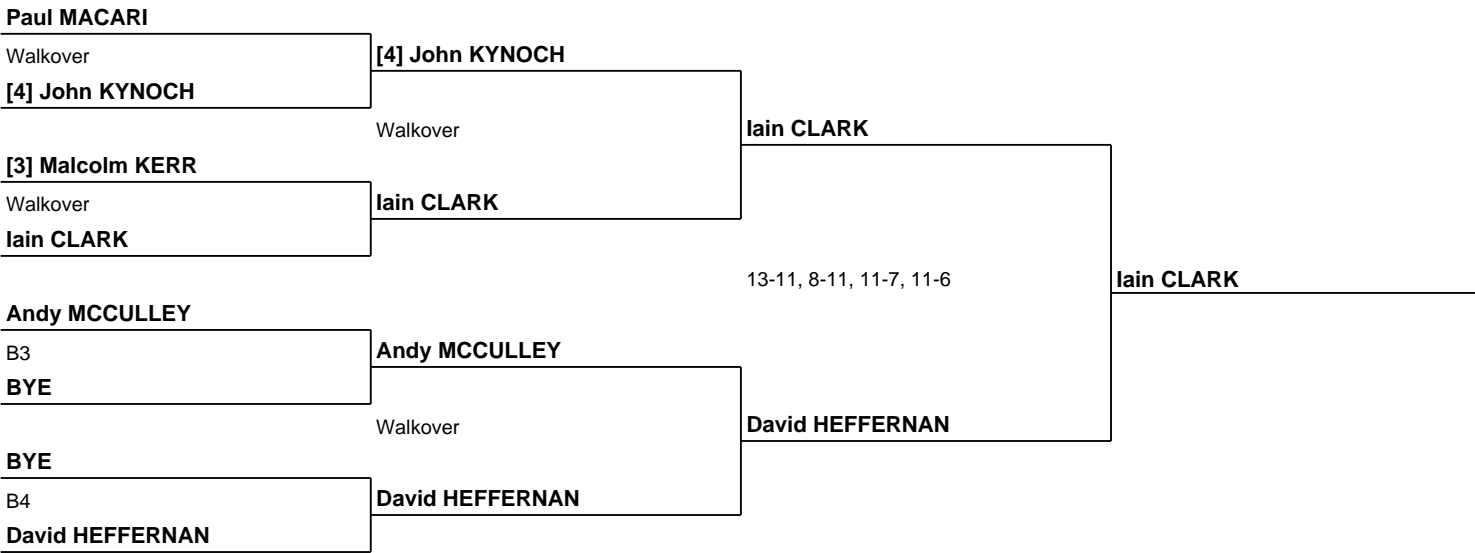 Paul MACARI
Walkover
[4] John KYNOCH
[4] John KYNOCH
Walkover
Iain CLARK
[3] Malcolm KERR
Walkover
Iain CLARK
Iain CLARK
13-11, 8-11, 11-7, 11-6
Iain CLARK
Andy MCCULLEY
B3
BYE
Andy MCCULLEY
Walkover
David HEFFERNAN
BYE
B4
David HEFFERNAN
David HEFFERNAN